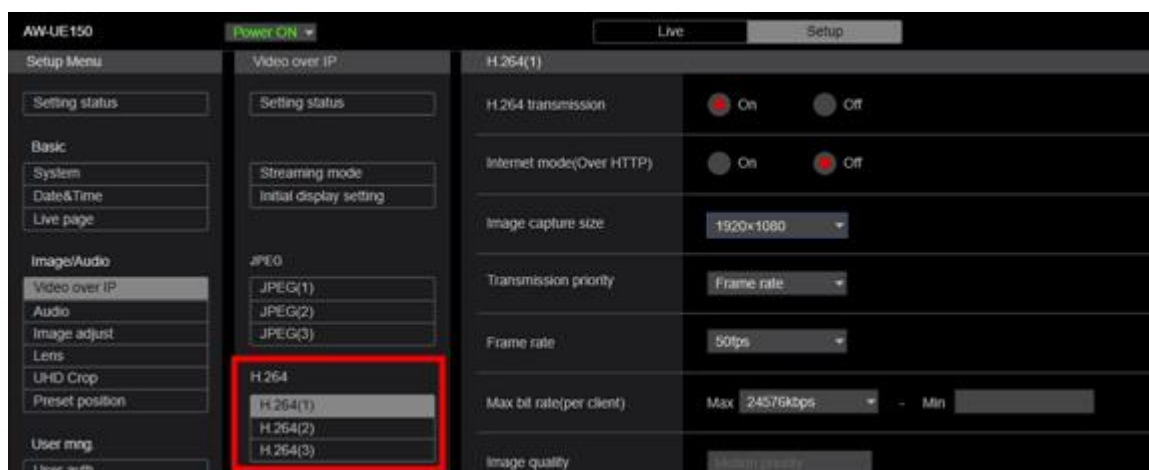 AW-UE150 Power ON Live Setup
Setup Menu
Setting status
Basic
System
Date&Time
Live page
Image/Audio
Video over IP
Audio
Image adjust
Lens
UHD Crop
Preset position
User mng.
User auth.
Video over IP
Setting status
Streaming mode
Initial display setting
JPEG
JPEG(1)
JPEG(2)
JPEG(3)
H.264
H.264(1)
H.264(2)
H.264(3)
H.264(1)
H.264 transmission On Off
Internet mode(Over HTTP) On Off
Image capture size 1920×1080
Transmission priority Frame rate
Frame rate 50fps
Max bit rate(per client) Max 24576kbps - Min
Image quality Motion priority